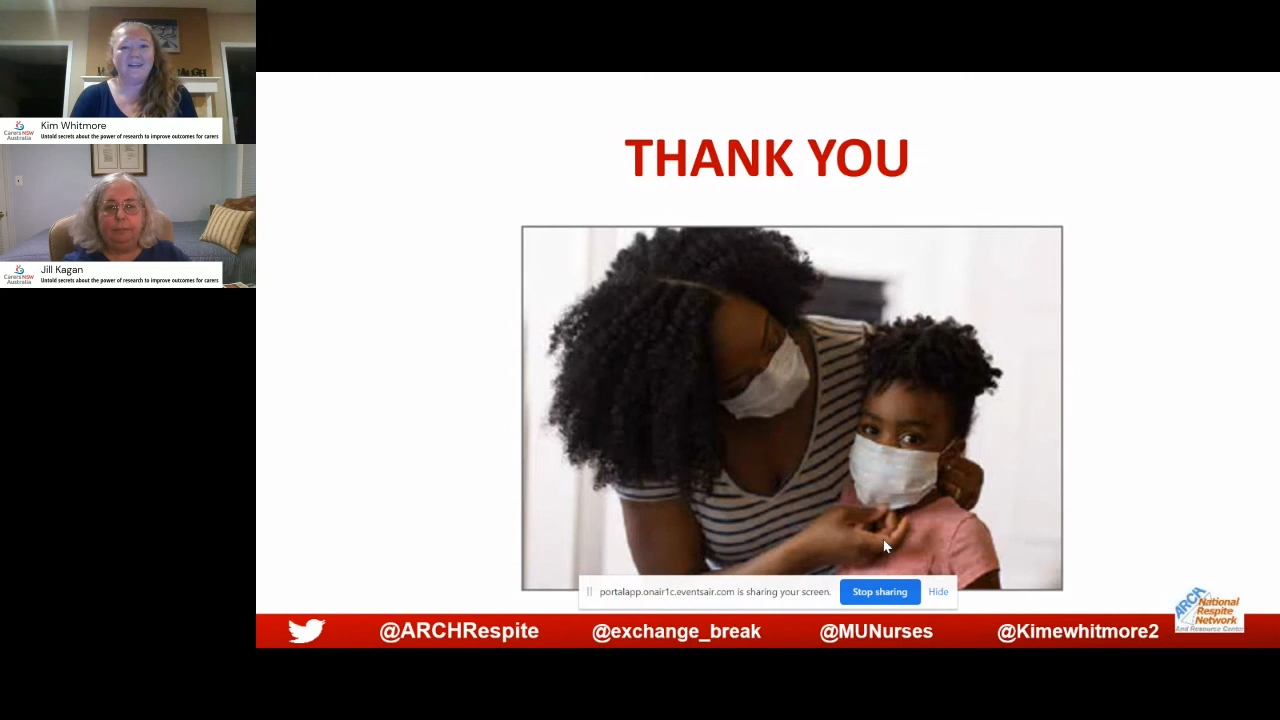 Kim Whitmore
Carers NSW
Australia
Untold secrets about the power of research to improve outcomes for carers
Jill Kagan
Carers NSW
Australia
Untold secrets about the power of research to improve outcomes for carers
THANK YOU
portalapp.onair1c.eventsair.com is sharing your screen.
Stop sharing
Hide
@ARCHRespite
@exchange_break
@MUNurses
@Kimewhitmore2
ARCH
National
Respite
Network
And Resource Center